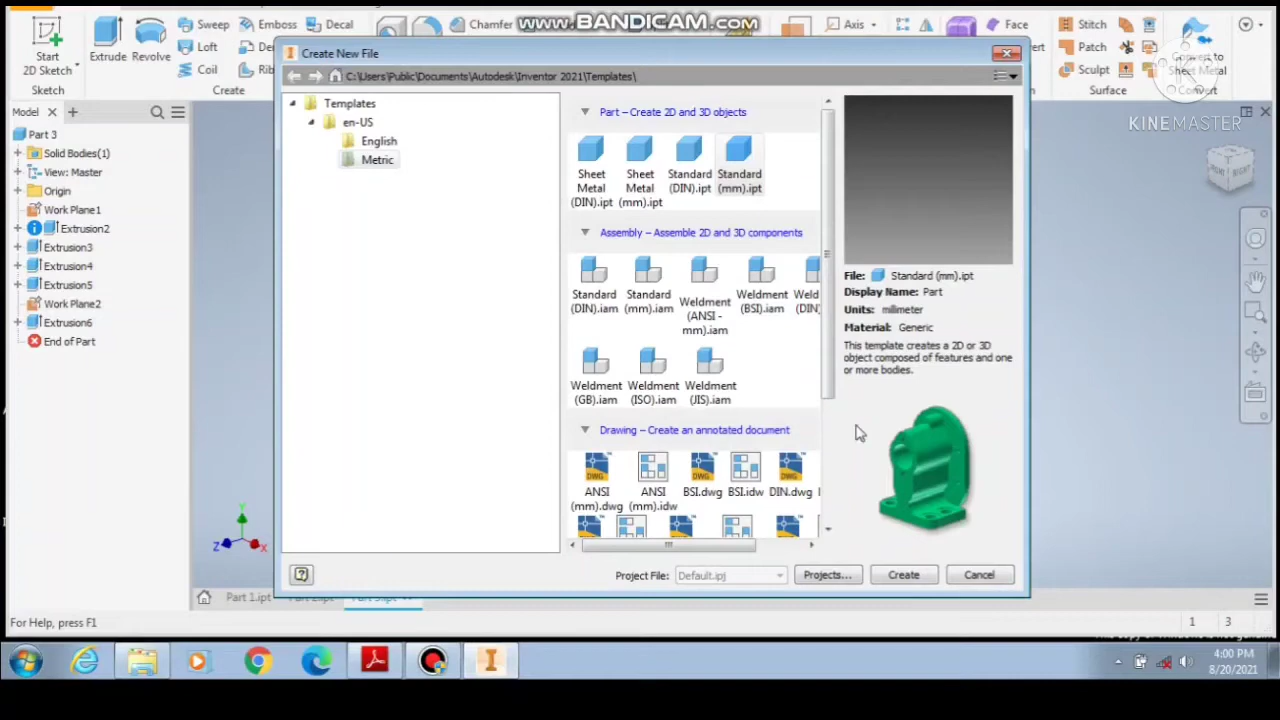 www.BANDICAM.com
Sweep
Emboss
Decal
Chamfer
Axis
Face
Stitch
Start
2D Sketch
Extrude
Revolve
Loft
Coil
Patch
Sculpt
Convert to
Sheet Metal
Sketch
Create
Surface
Convert
KINEMASTER
Create New File
C:\Users\Public\Documents\Autodesk\Inventor 2021\Templates\
Model
Part 3
Solid Bodies(1)
View: Master
Origin
Work Plane1
Extrusion2
Extrusion3
Extrusion4
Extrusion5
Work Plane2
Extrusion6
End of Part
Templates
en-US
English
Metric
Part – Create 2D and 3D objects
Sheet Metal (DIN).ipt
Sheet Metal (mm).ipt
Standard (DIN).ipt
Standard (mm).ipt
Assembly – Assemble 2D and 3D components
Standard (DIN).iam
Standard (mm).iam
Weldment (ANSI - mm).iam
Weldment (BSI).iam
Weld (DIN)
Weldment (GB).iam
Weldment (ISO).iam
Weldment (JIS).iam
Drawing – Create an annotated document
ANSI (mm).dwg
ANSI (mm).idw
BSI.dwg
BSI.idw
DIN.dwg
File: Standard (mm).ipt
Display Name: Part
Units: millimeter
Material: Generic
This template creates a 2D or 3D
object composed of features and one
or more bodies.
FRONT
RIGHT
Y
Z
X
Project File:
Default.ipj
Projects...
Create
Cancel
Part 1.ipt
For Help, press F1
1
3
4:00 PM
8/20/2021